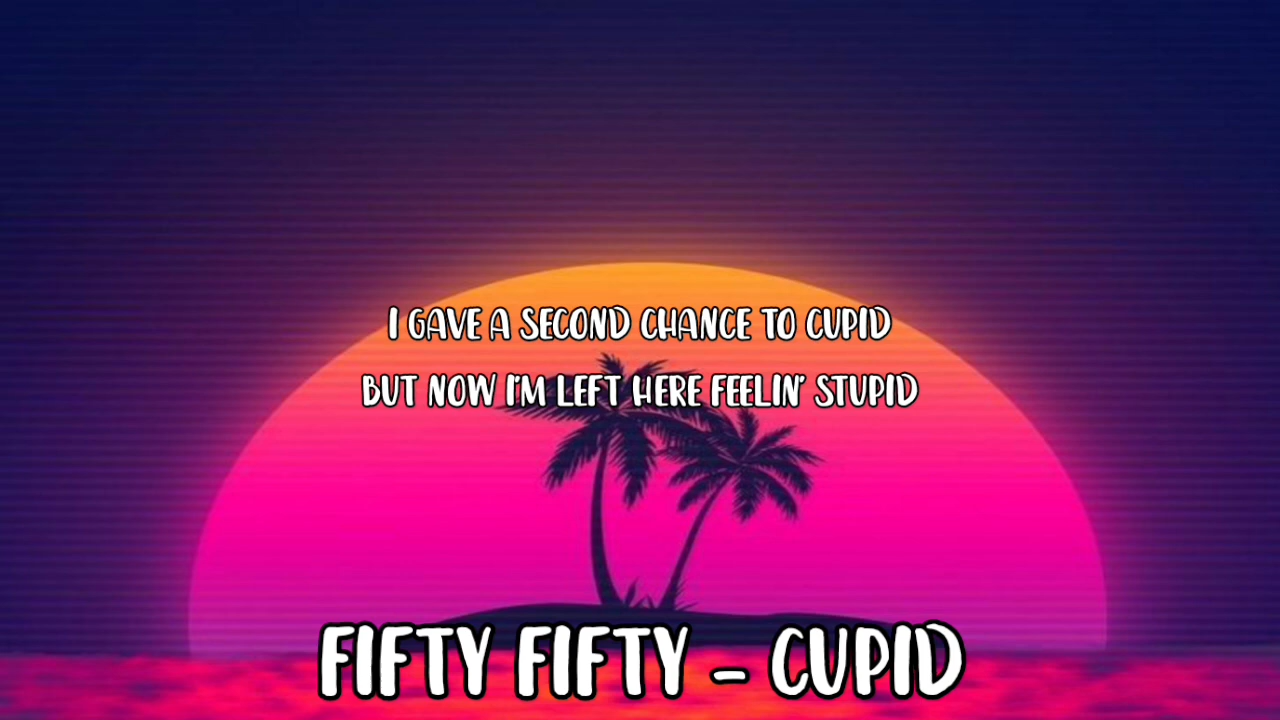 I GAVE A SECOND CHANCE TO CUPID
BUT NOW I'M LEFT HERE FEELIN' STUPID
FIFTY FIFTY - CUPID